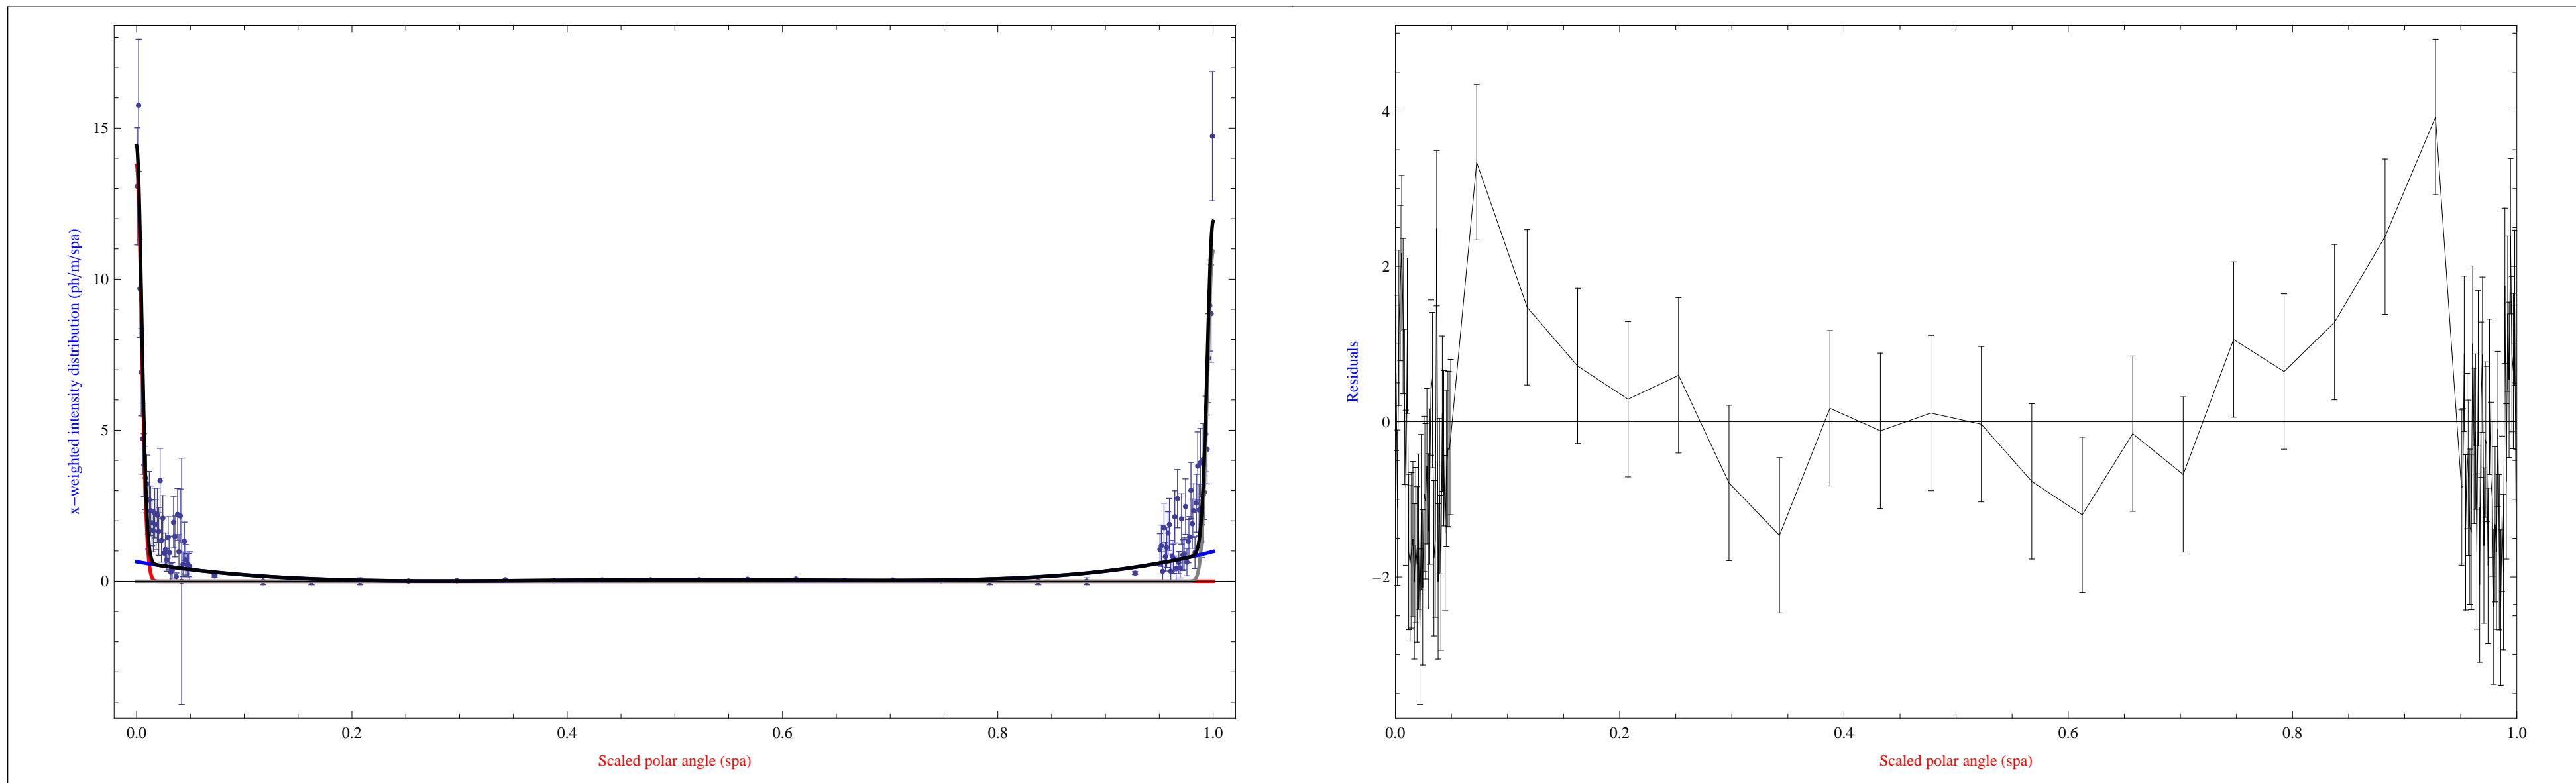 x-weighted intensity distribution (ph/m/spa)
15
10
5
0
0.0 0.2 0.4 0.6 0.8 1.0
Scaled polar angle (spa)
Residuals
4
2
0
-2
0.0 0.2 0.4 0.6 0.8 1.0
Scaled polar angle (spa)